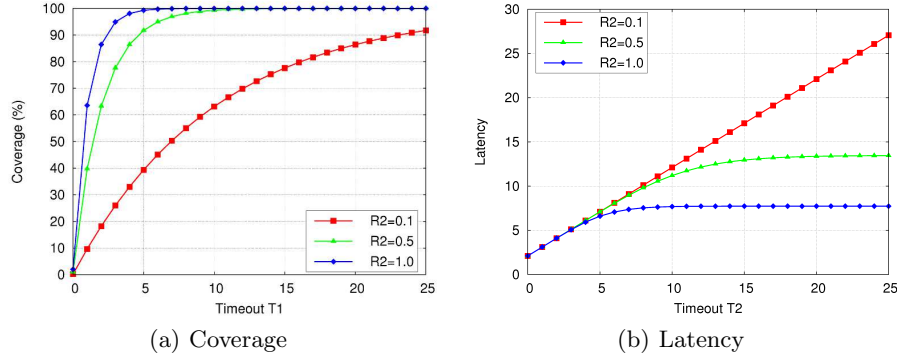 100
90
80
70
60
50
40
30
20
10
0
Coverage (%)
0 5 10 15 20 25
Timeout T1
R2=0.1
R2=0.5
R2=1.0
(a) Coverage
30
25
20
15
10
5
0
Latency
0 5 10 15 20 25
Timeout T2
R2=0.1
R2=0.5
R2=1.0
(b) Latency